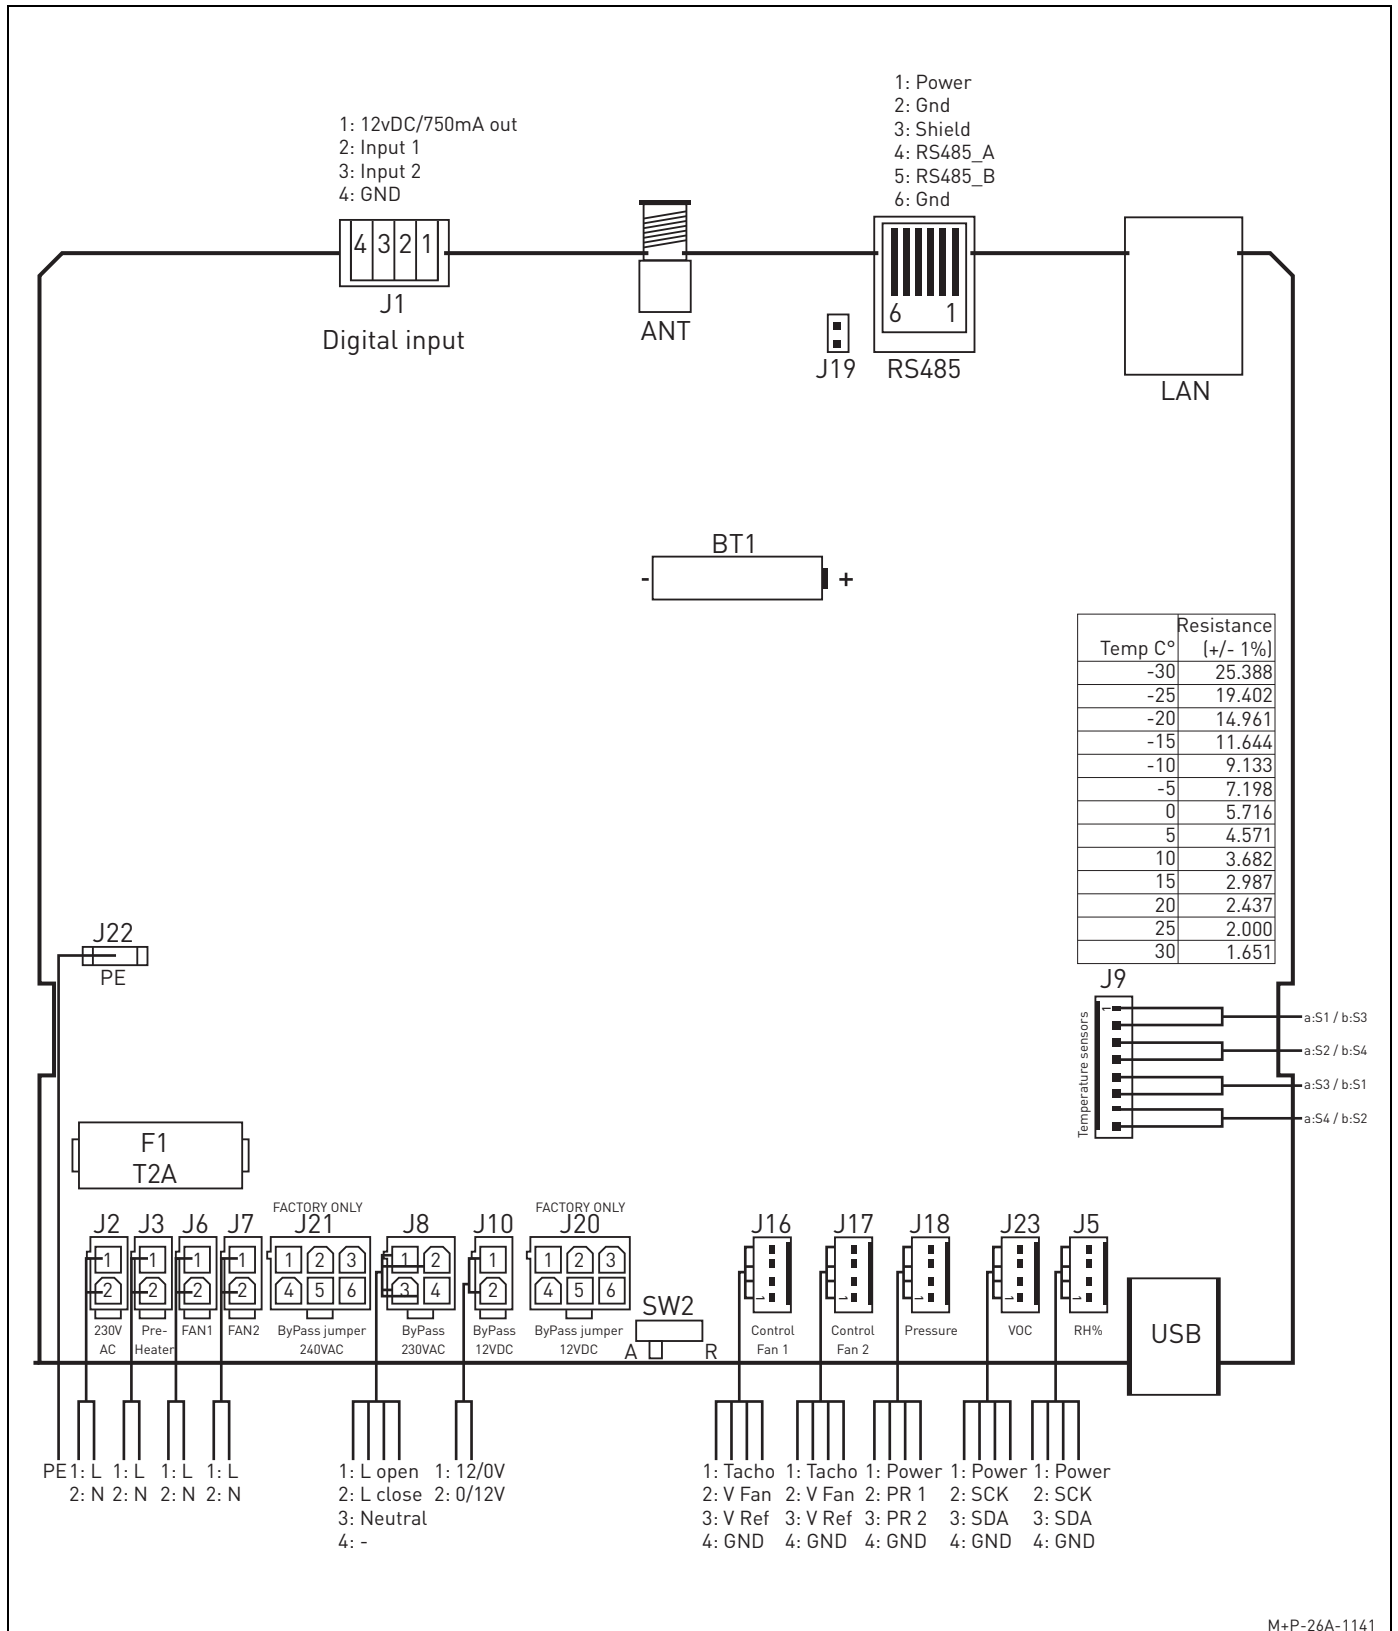 1: Power
2: Gnd
3: Shield
4: RS485_A
5: RS485_B
6: Gnd
1: 12vDC/750mA out
2: Input 1
3: Input 2
4: GND
4 3 2 1
J1
Digital input
ANT
J19
6 1
RS485
LAN
BT1
- +
Temp C° Resistance (+/- 1%)
-30 25.388
-25 19.402
-20 14.961
-15 11.644
-10 9.133
-5 7.198
0 5.716
5 4.571
10 3.682
15 2.987
20 2.437
25 2.000
30 1.651
J22
PE
J9
1
Temperature sensors
a:S1 / b:S3
a:S2 / b:S4
a:S3 / b:S1
a:S4 / b:S2
F1
T2A
J2
1
2
230V
AC
J3
1
2
Pre-
Heater
J6
1
2
FAN1
J7
1
2
FAN2
FACTORY ONLY
J21
1 2 3
4 5 6
ByPass jumper
240VAC
J8
1 2
3 4
ByPass
230VAC
J10
1
2
ByPass
12VDC
FACTORY ONLY
J20
1 2 3
4 5 6
ByPass jumper
12VDC
SW2
A R
J16
1
Control
Fan 1
J17
1
Control
Fan 2
J18
1
Pressure
J23
1
VOC
J5
1
RH%
USB
PE
1: L
2: N
1: L
2: N
1: L
2: N
1: L
2: N
1: L open
2: L close
3: Neutral
4: -
1: 12/0V
2: 0/12V
1: Tacho
2: V Fan
3: V Ref
4: GND
1: Tacho
2: V Fan
3: V Ref
4: GND
1: Power
2: PR 1
3: PR 2
4: GND
1: Power
2: SCK
3: SDA
4: GND
1: Power
2: SCK
3: SDA
4: GND
M+P-26A-1141